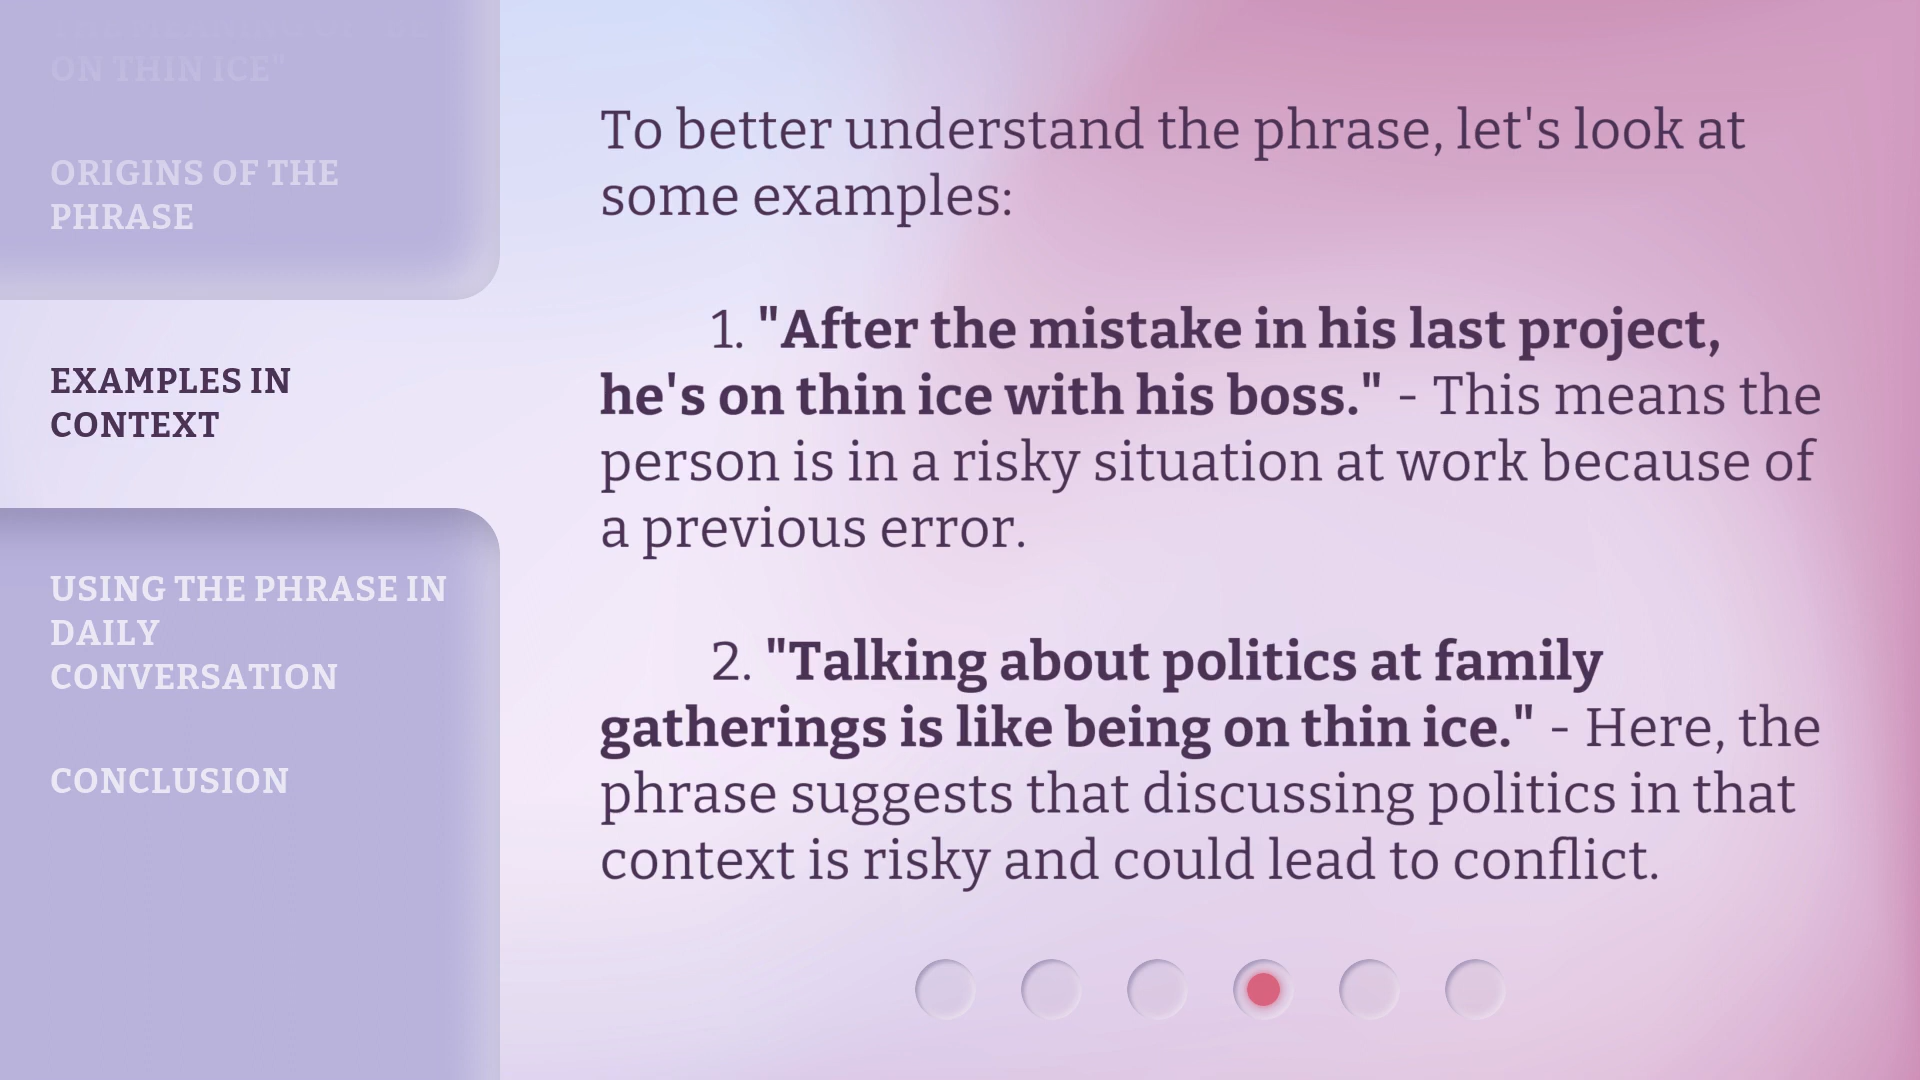 ON THIN ICE"
ORIGINS OF THE
PHRASE
EXAMPLES IN
CONTEXT
USING THE PHRASE IN
DAILY
CONVERSATION
CONCLUSION
To better understand the phrase, let's look at
some examples:
1. "After the mistake in his last project,
he's on thin ice with his boss." - This means the
person is in a risky situation at work because of
a previous error.
2. "Talking about politics at family
gatherings is like being on thin ice." - Here, the
phrase suggests that discussing politics in that
context is risky and could lead to conflict.